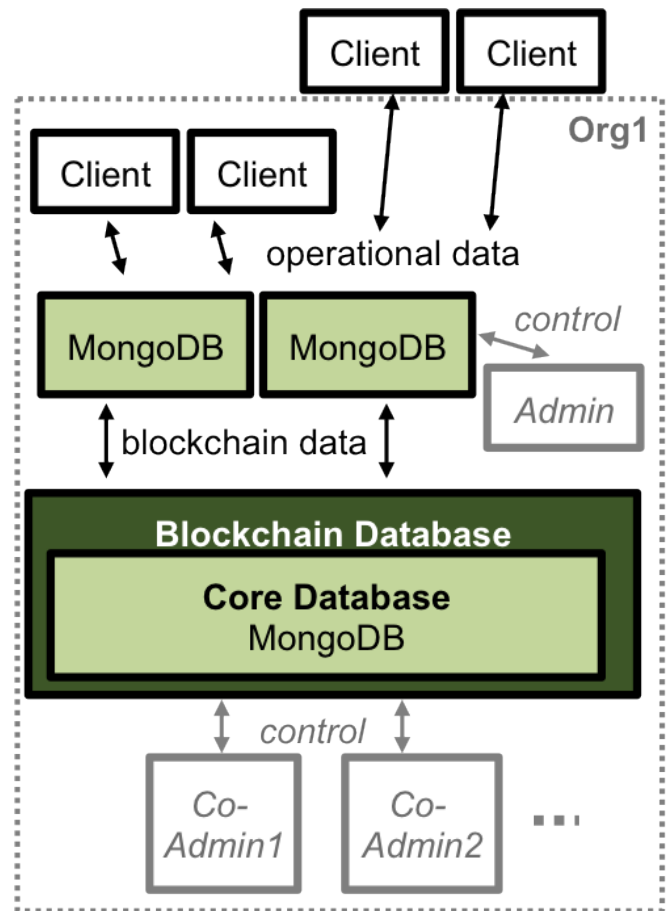 Client
Client
Org1
Client
Client
operational data
MongoDB
MongoDB
control
Admin
blockchain data
Blockchain Database
Core Database
MongoDB
control
Co-
Admin1
Co-
Admin2